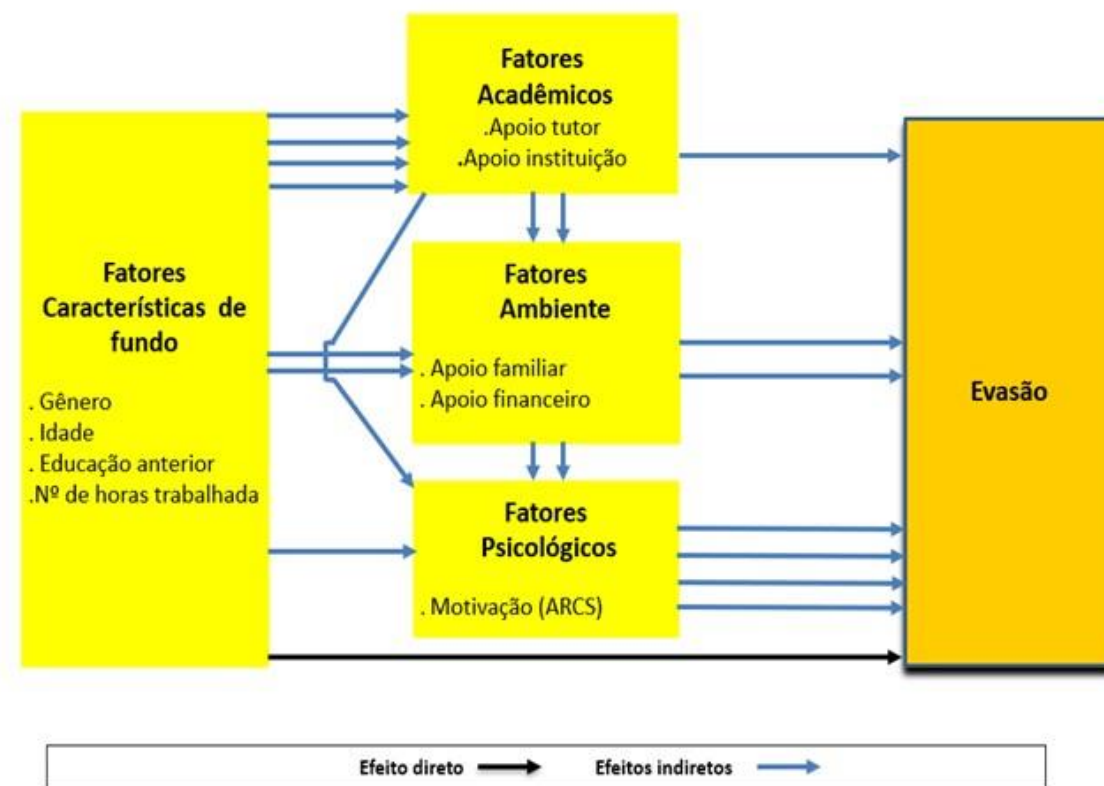 Fatores
Acadêmicos
.Apoio tutor
.Apoio instituição
Fatores
Características de
fundo
. Gênero
. Idade
. Educação anterior
.Nº de horas trabalhada
Fatores
Ambiente
. Apoio familiar
. Apoio financeiro
Fatores
Psicológicos
. Motivação (ARCS)
Evasão
Efeito direto
Efeitos indiretos